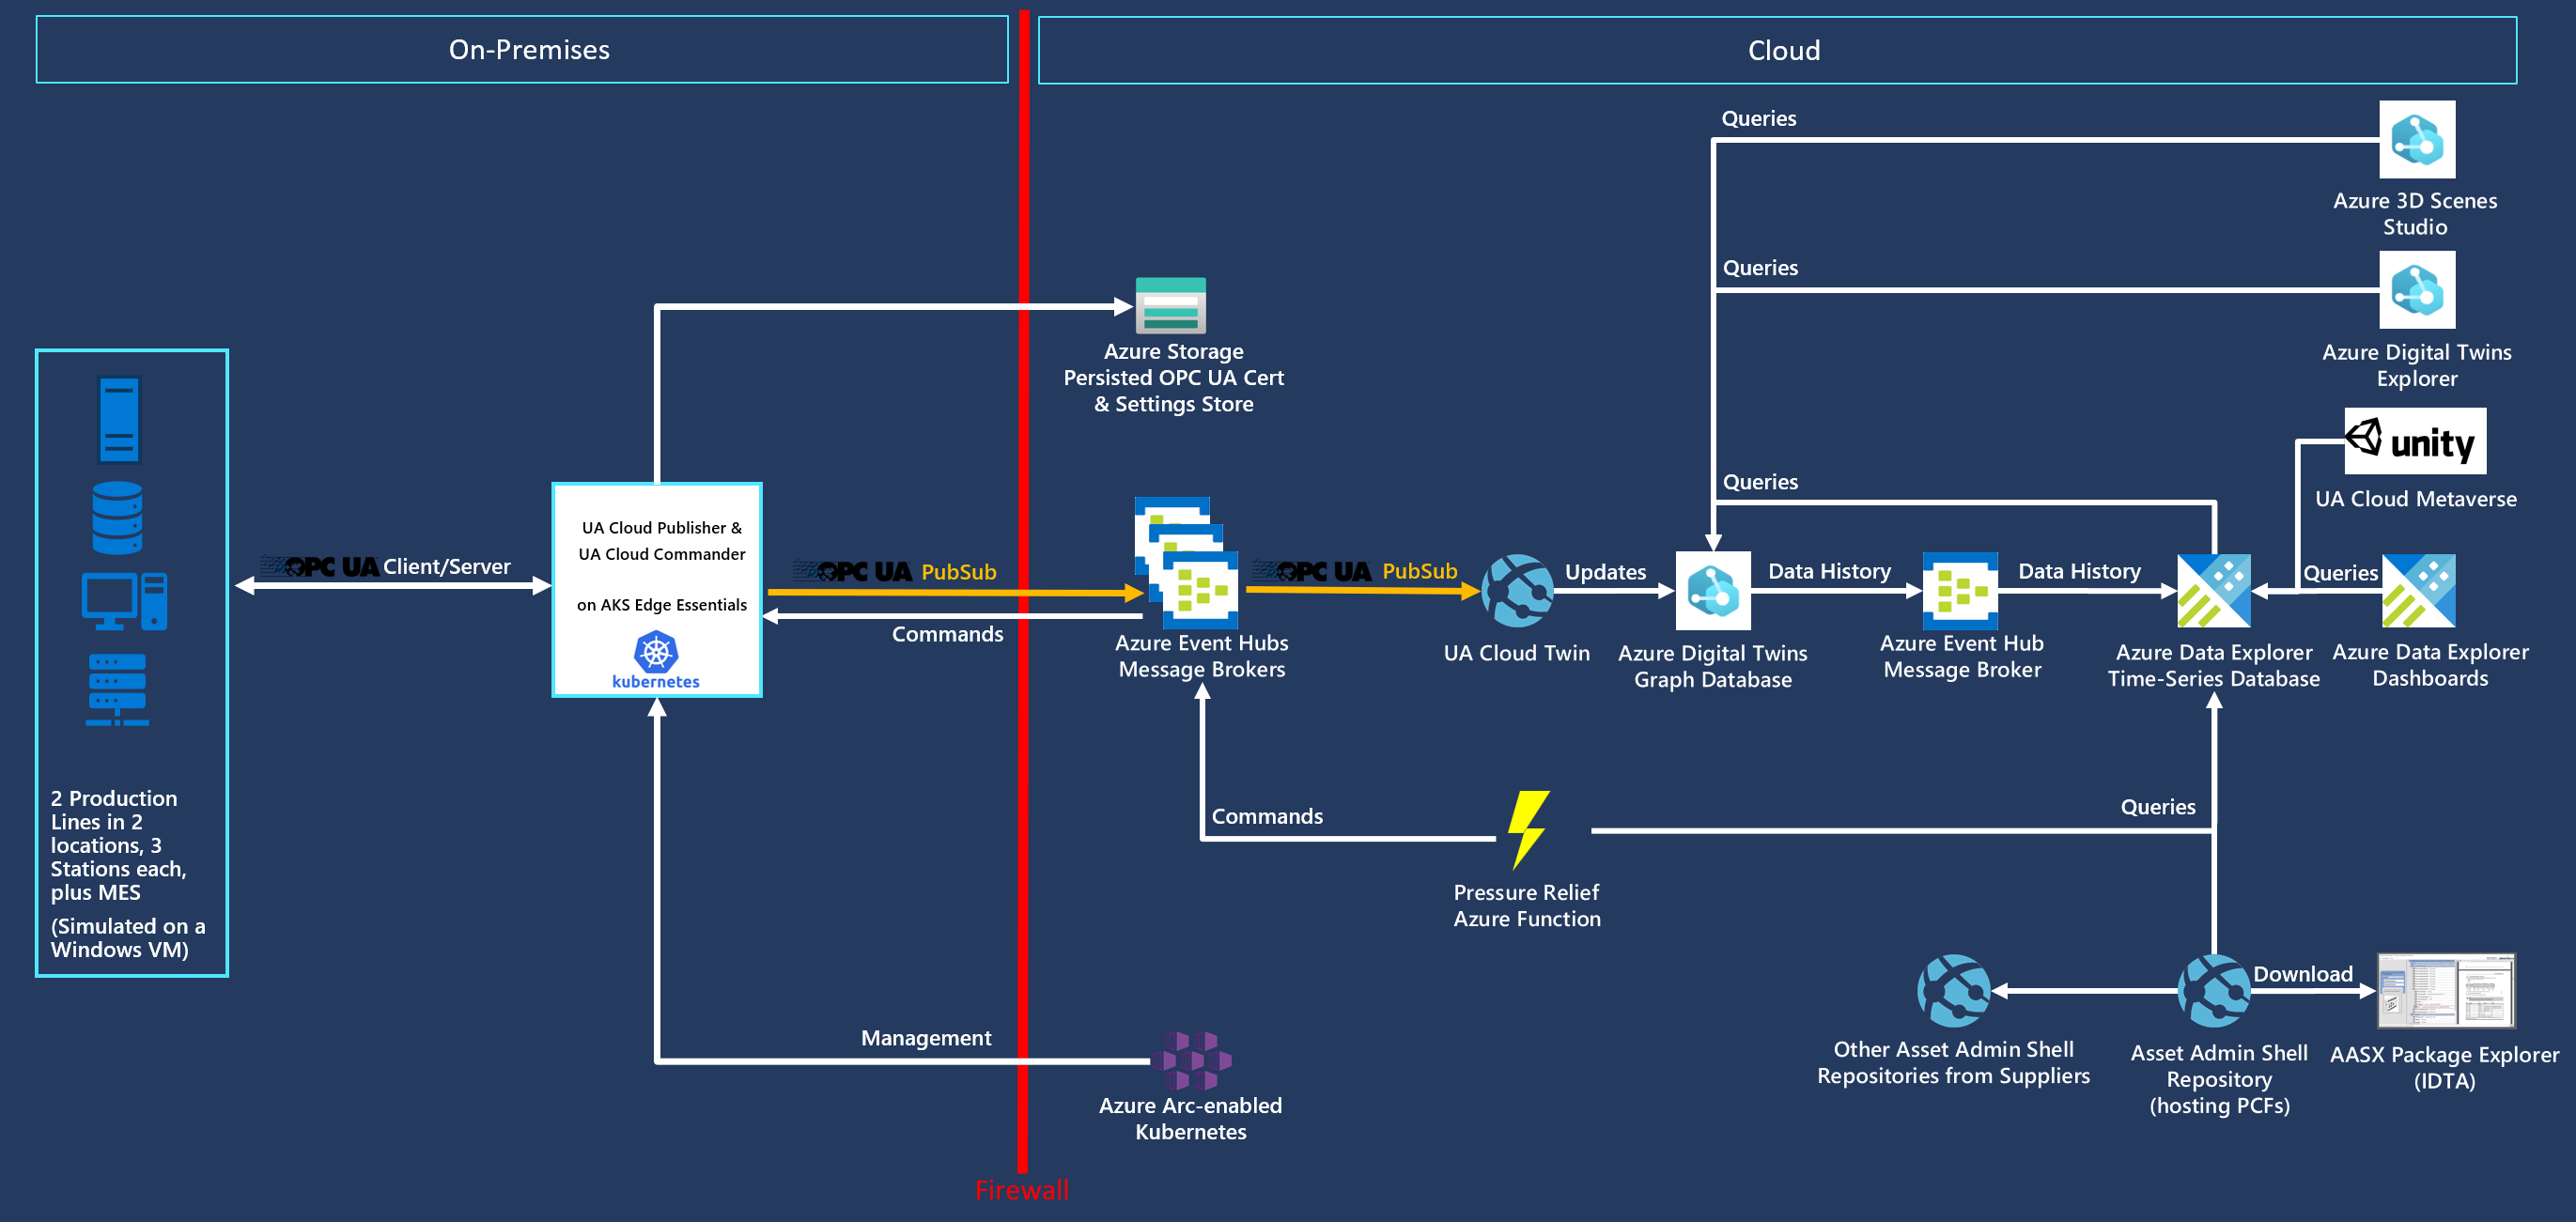 On-Premises
Cloud
Queries
Azure 3D Scenes
Studio
Queries
Azure Digital Twins
Explorer
Azure Storage
Persisted OPC UA Cert
& Settings Store
unity
UA Cloud Metaverse
Queries
UA Cloud Publisher &
UA Cloud Commander
on AKS Edge Essentials
kubernetes
OPC UA Client/Server
OPC UA PubSub
Commands
Azure Event Hubs
Message Brokers
OPC UA PubSub
UA Cloud Twin
Updates
Azure Digital Twins
Graph Database
Data History
Azure Event Hub
Message Broker
Data History
Azure Data Explorer
Time-Series Database
Queries
Azure Data Explorer
Dashboards
2 Production
Lines in 2
locations, 3
Stations each,
plus MES
(Simulated on a
Windows VM)
Commands
Pressure Relief
Azure Function
Queries
Management
Azure Arc-enabled
Kubernetes
Other Asset Admin Shell
Repositories from Suppliers
Asset Admin Shell
Repository
(hosting PCFs)
Download
AASX Package Explorer
(IDTA)
Firewall